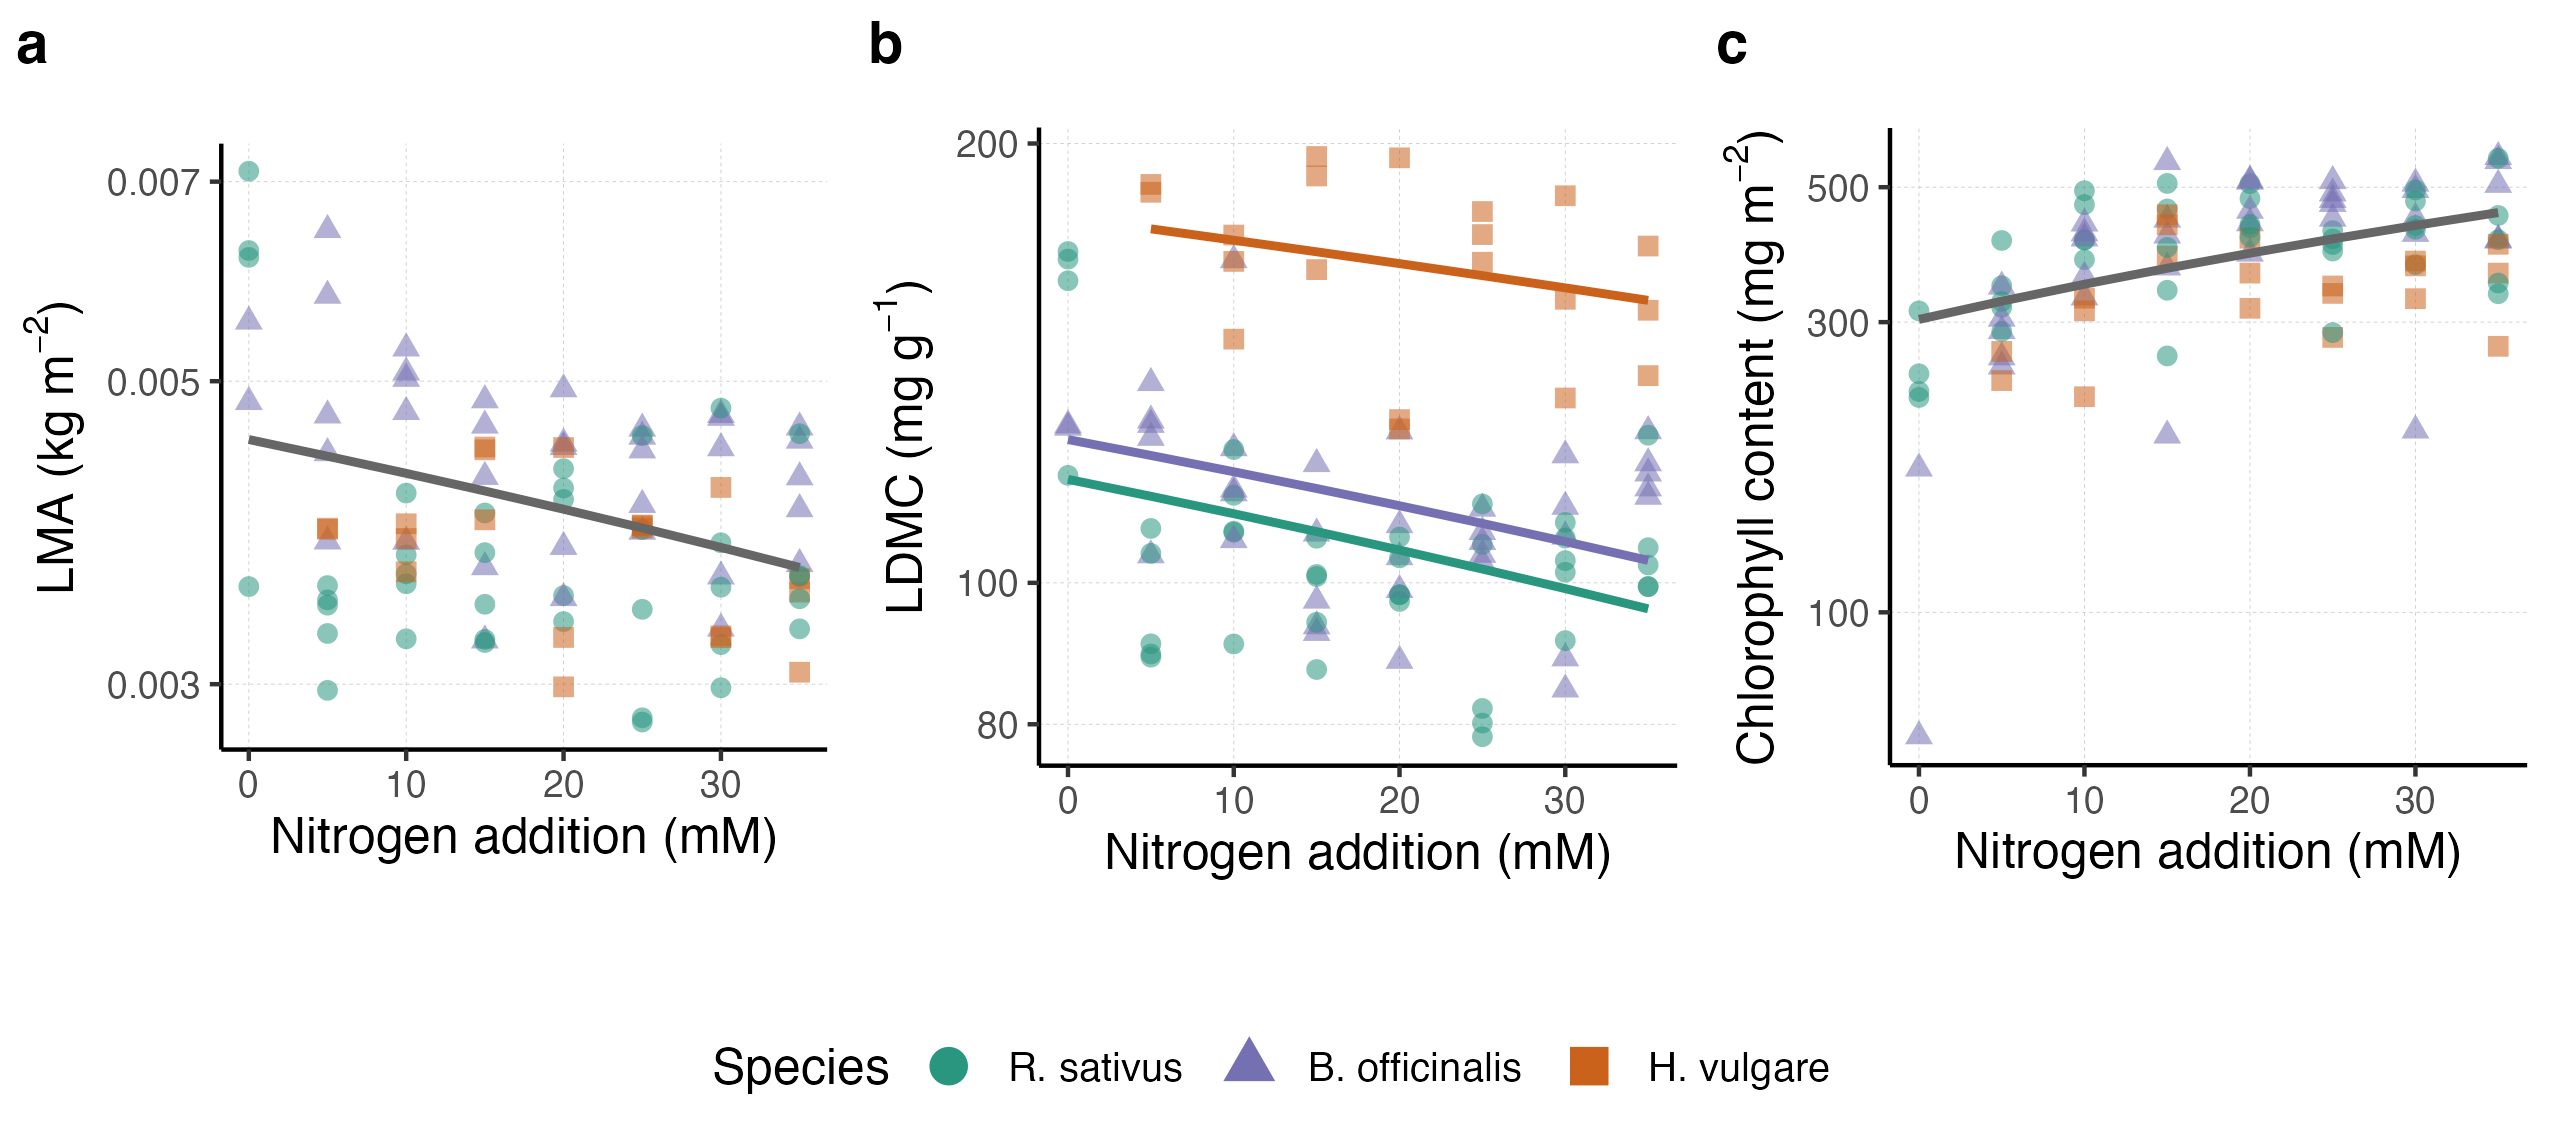 a
LMA (kg m⁻²)
0.007
0.005
0.003
0 10 20 30
Nitrogen addition (mM)
b
LDMC (mg g⁻¹)
200
100
80
0 10 20 30
Nitrogen addition (mM)
c
Chlorophyll content (mg m⁻²)
500
300
100
0 10 20 30
Nitrogen addition (mM)
Species R. sativus B. officinalis H. vulgare